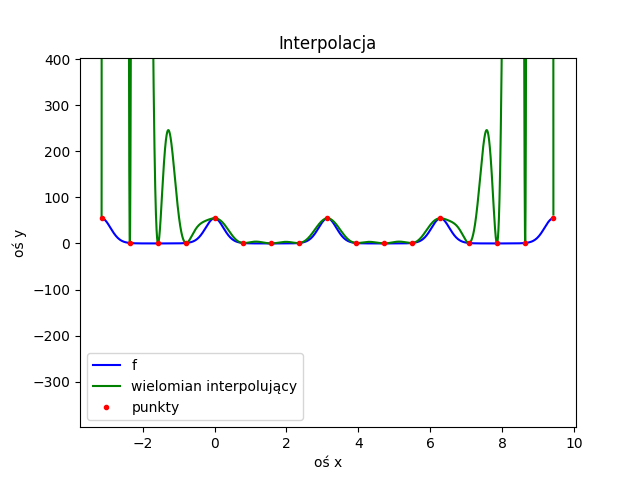 Interpolacja
400
300
200
100
0
−100
−200
−300
oś y
f
wielomian interpolujący
punkty
−2 0 2 4 6 8 10
oś x